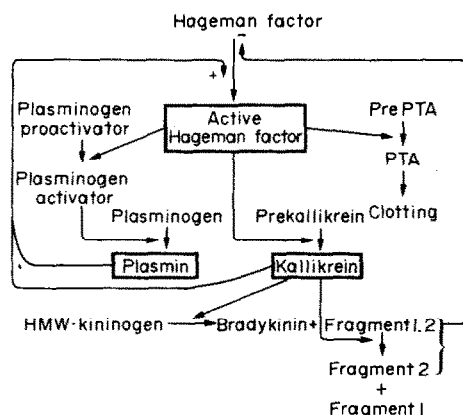 Hageman factor
−
+
Plasminogen
proactivator
Active
Hageman factor
Pre PTA
PTA
Plasminogen
activator
Clotting
Plasminogen
Prekallikrein
Plasmin
Kallikrein
HMW-kininogen
Bradykinin + Fragment 1.2
Fragment 2
+
Fragment 1